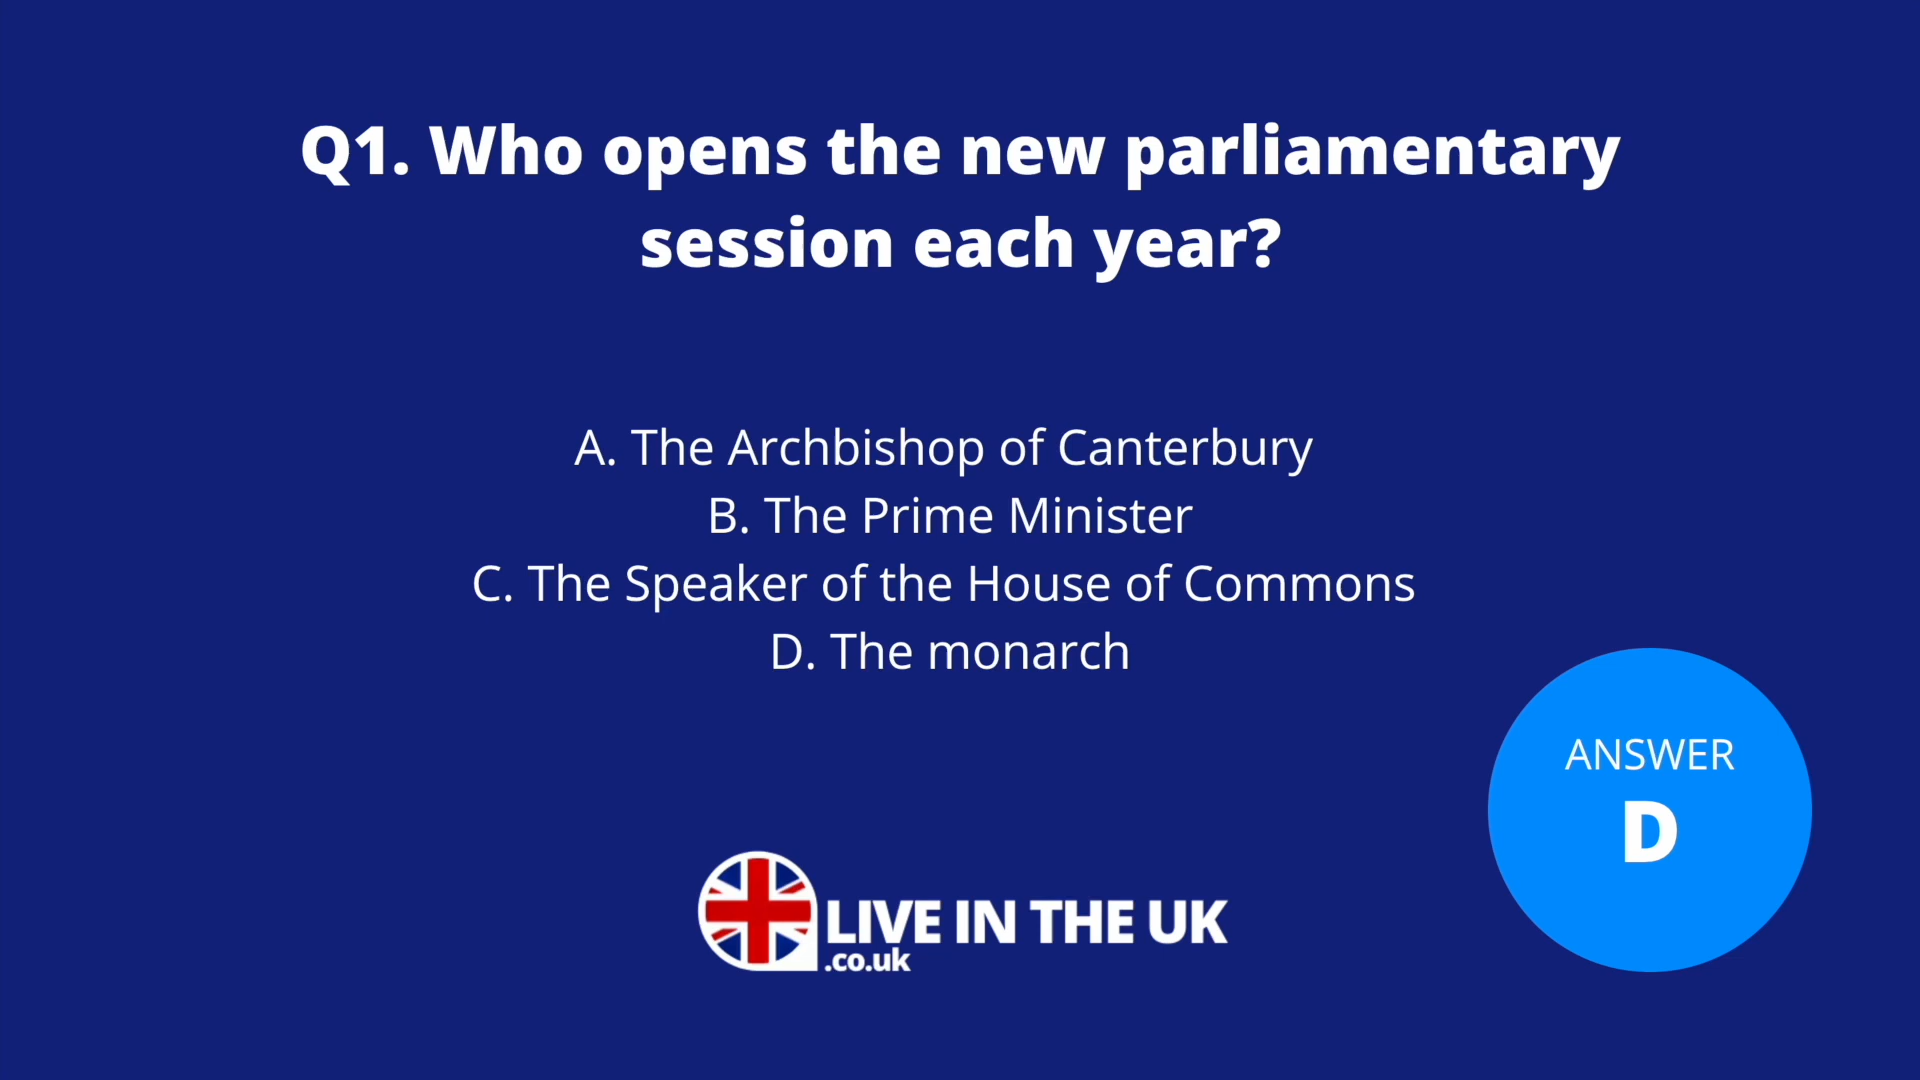 Q1. Who opens the new parliamentary
session each year?
A. The Archbishop of Canterbury
B. The Prime Minister
C. The Speaker of the House of Commons
D. The monarch
ANSWER
D
LIVE IN THE UK
.co.uk